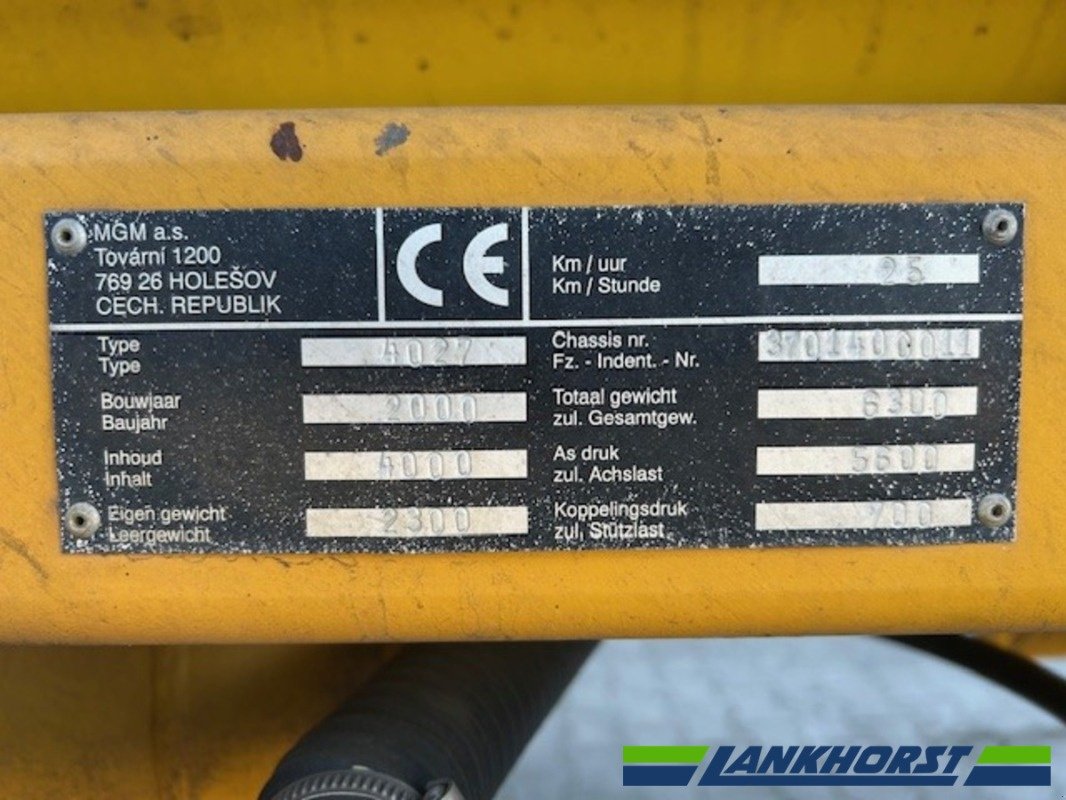 MGM a.s.
Tovární 1200
769 26 HOLEŠOV
CECH. REPUBLIK
CE
Km / uur
Km / Stunde
25
Type
Type
4027
Chassis nr.
Fz. - Indent. - Nr.
3701400011
Bouwjaar
Baujahr
2000
Totaal gewicht
zul. Gesamtgew.
6300
Inhoud
Inhalt
4000
As druk
zul. Achslast
5600
Eigen gewicht
Leergewicht
2300
Koppelingsdruk
zul. Stützlast
700
LANKHORST